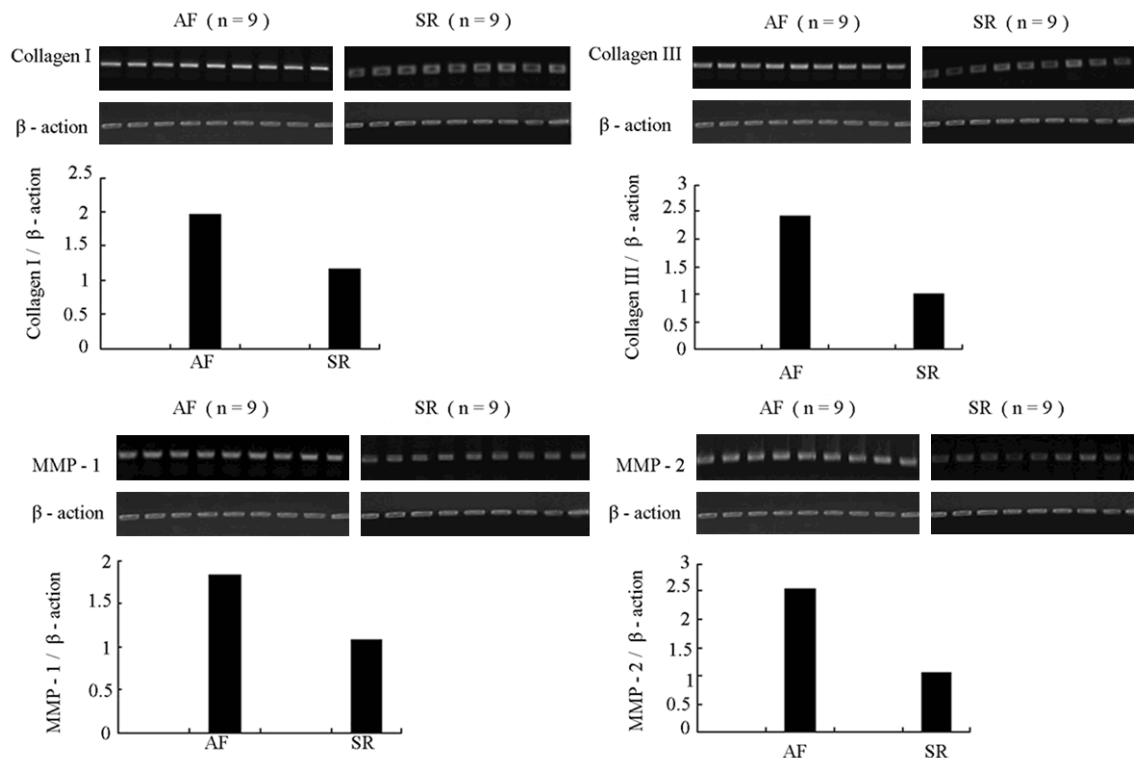 AF ( n = 9 )
SR ( n = 9 )
Collagen I
β - action
2.5
2
1.5
1
0.5
0
Collagen I / β - action
AF
SR
AF ( n = 9 )
SR ( n = 9 )
Collagen III
β - action
3
2.5
2
1.5
1
0.5
0
Collagen III / β - action
AF
SR
AF ( n = 9 )
SR ( n = 9 )
MMP - 1
β - action
2
1.5
1
0.5
0
MMP - 1 / β - action
AF
SR
AF ( n = 9 )
SR ( n = 9 )
MMP - 2
β - action
3
2.5
2
1.5
1
0.5
0
MMP - 2 / β - action
AF
SR